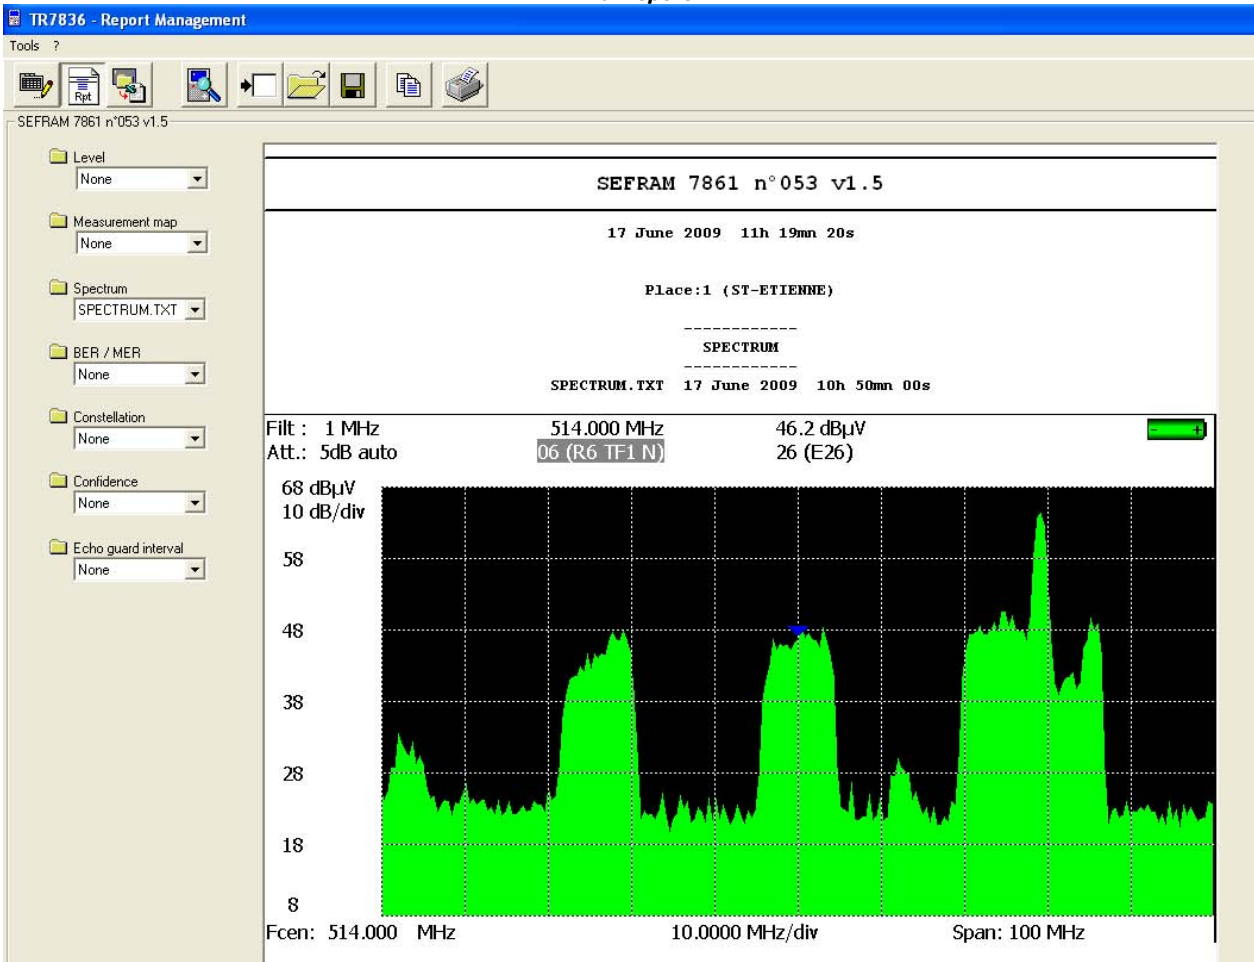 TR7836 - Report Management
Tools ?
Rpt
SEFRAM 7861 n°053 v1.5
Level
None
Measurement map
None
Spectrum
SPECTRUM.TXT
BER / MER
None
Constellation
None
Confidence
None
Echo guard interval
None
SEFRAM 7861 n°053 v1.5
17 June 2009 11h 19mn 20s
Place:1 (ST-ETIENNE)
------------
SPECTRUM
------------
SPECTRUM.TXT 17 June 2009 10h 50mn 00s
Filt : 1 MHz 514.000 MHz 46.2 dBµV - +
Att.: 5dB auto 06 (R6 TF1 N) 26 (E26)
68 dBµV
10 dB/div
58
48
38
28
18
8
Fcen: 514.000 MHz 10.0000 MHz/div Span: 100 MHz